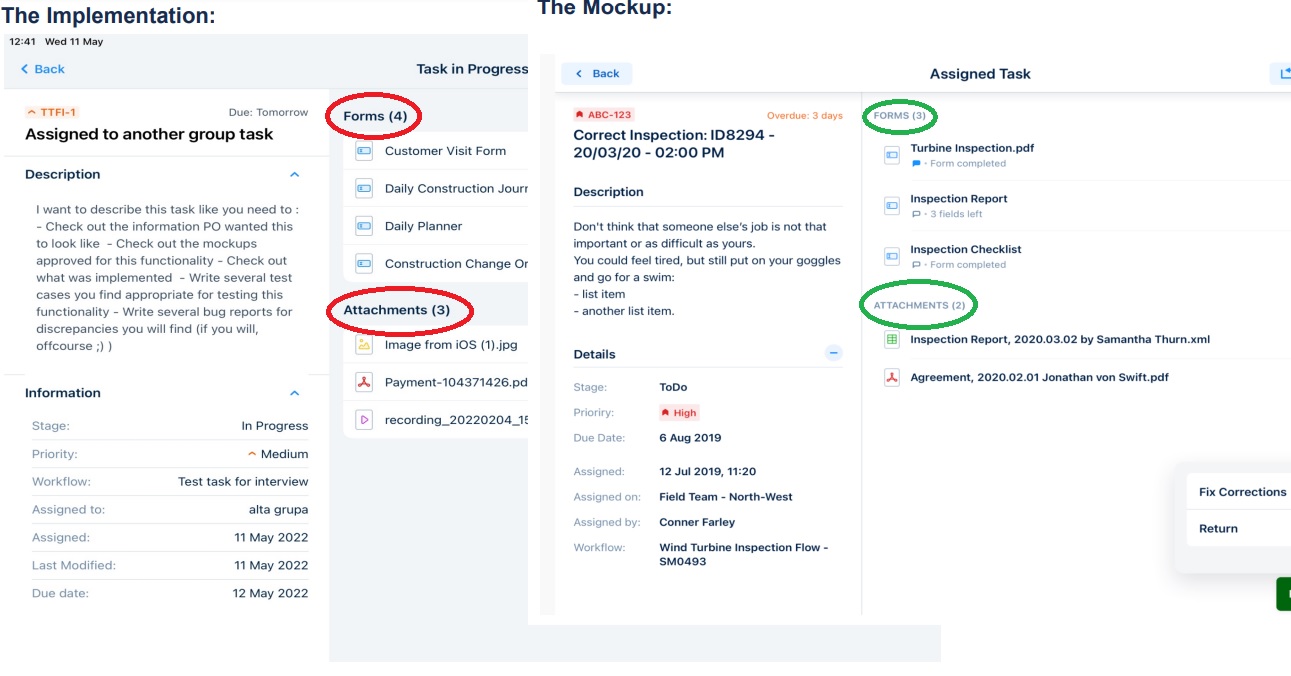 The Implementation:
12:41 Wed 11 May
Back
Task in Progress
TTFI-1
Due: Tomorrow
Assigned to another group task
Description
I want to describe this task like you need to :
- Check out the information PO wanted this
to look like - Check out the mockups
approved for this functionality - Check out
what was implemented - Write several test
cases you find appropriate for testing this
functionality - Write several bug reports for
discrepancies you will find (if you will,
offcourse ;) )
Information
Stage: In Progress
Priority: Medium
Workflow: Test task for interview
Assigned to: alta grupa
Assigned: 11 May 2022
Last Modified: 11 May 2022
Due date: 12 May 2022
Forms (4)
Customer Visit Form
Daily Construction Jour
Daily Planner
Construction Change Or
Attachments (3)
Image from iOS (1).jpg
Payment-104371426.pd
recording_20220204_15
The Mockup:
Back
Assigned Task
ABC-123
Overdue: 3 days
Correct Inspection: ID8294 -
20/03/20 - 02:00 PM
Description
Don't think that someone else's job is not that
important or as difficult as yours.
You could feel tired, but still put on your goggles
and go for a swim:
- list item
- another list item.
Details
Stage: ToDo
Prioriry: High
Due Date: 6 Aug 2019
Assigned: 12 Jul 2019, 11:20
Assigned on: Field Team - North-West
Assigned by: Conner Farley
Workflow: Wind Turbine Inspection Flow -
SM0493
FORMS (3)
Turbine Inspection.pdf
· Form completed
Inspection Report
· 3 fields left
Inspection Checklist
· Form completed
ATTACHMENTS (2)
Inspection Report, 2020.03.02 by Samantha Thurn.xml
Agreement, 2020.02.01 Jonathan von Swift.pdf
Fix Corrections
Return